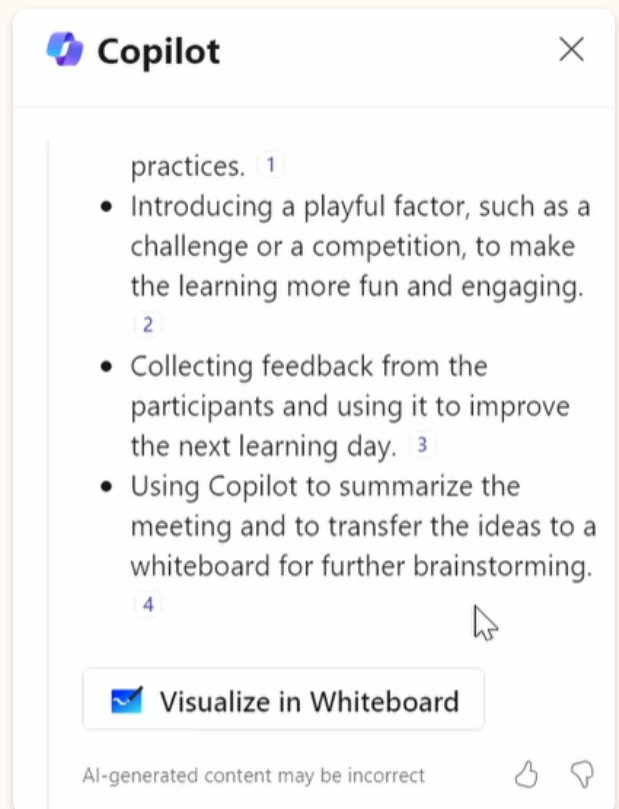 Copilot
practices. 1
• Introducing a playful factor, such as a
challenge or a competition, to make
the learning more fun and engaging.
2
• Collecting feedback from the
participants and using it to improve
the next learning day. 3
• Using Copilot to summarize the
meeting and to transfer the ideas to a
whiteboard for further brainstorming.
4
Visualize in Whiteboard
AI-generated content may be incorrect